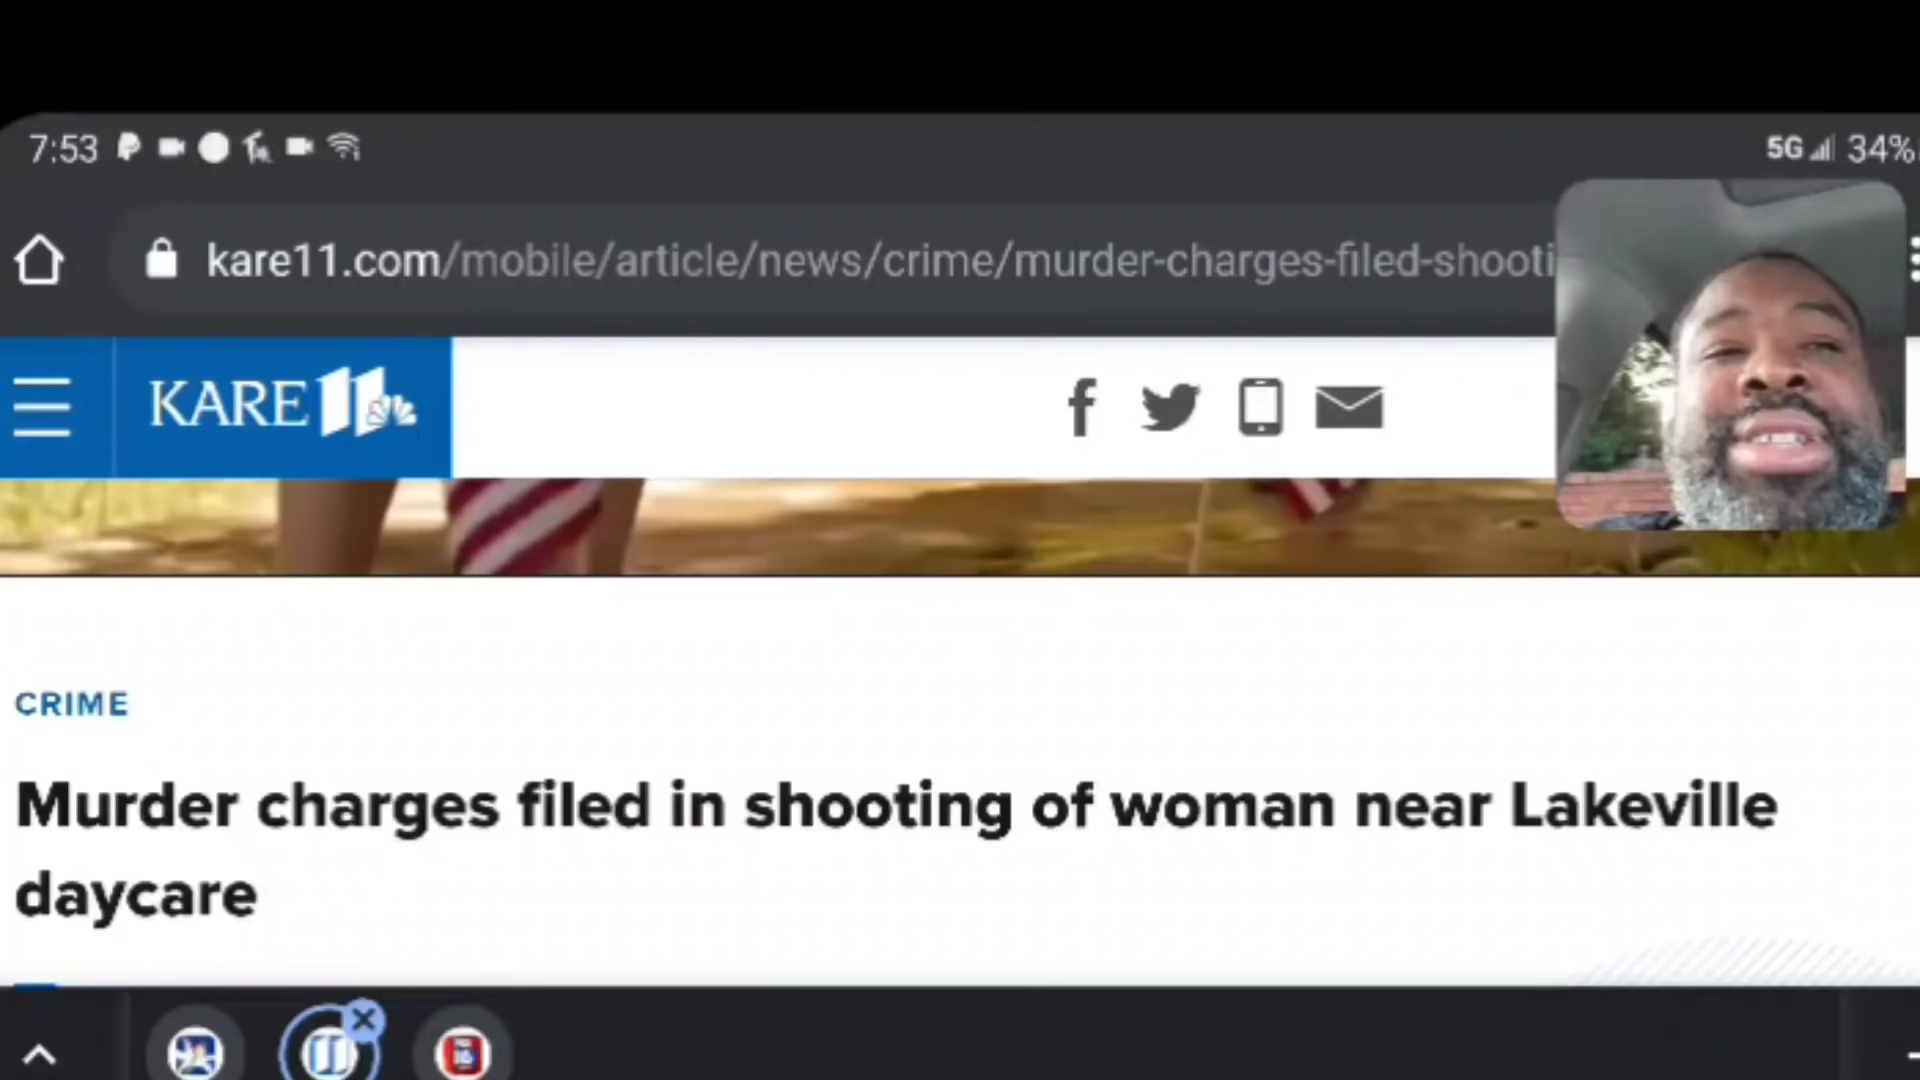 7:53
5G 34%
kare11.com/mobile/article/news/crime/murder-charges-filed-shooti
KARE 11
CRIME
Murder charges filed in shooting of woman near Lakeville
daycare